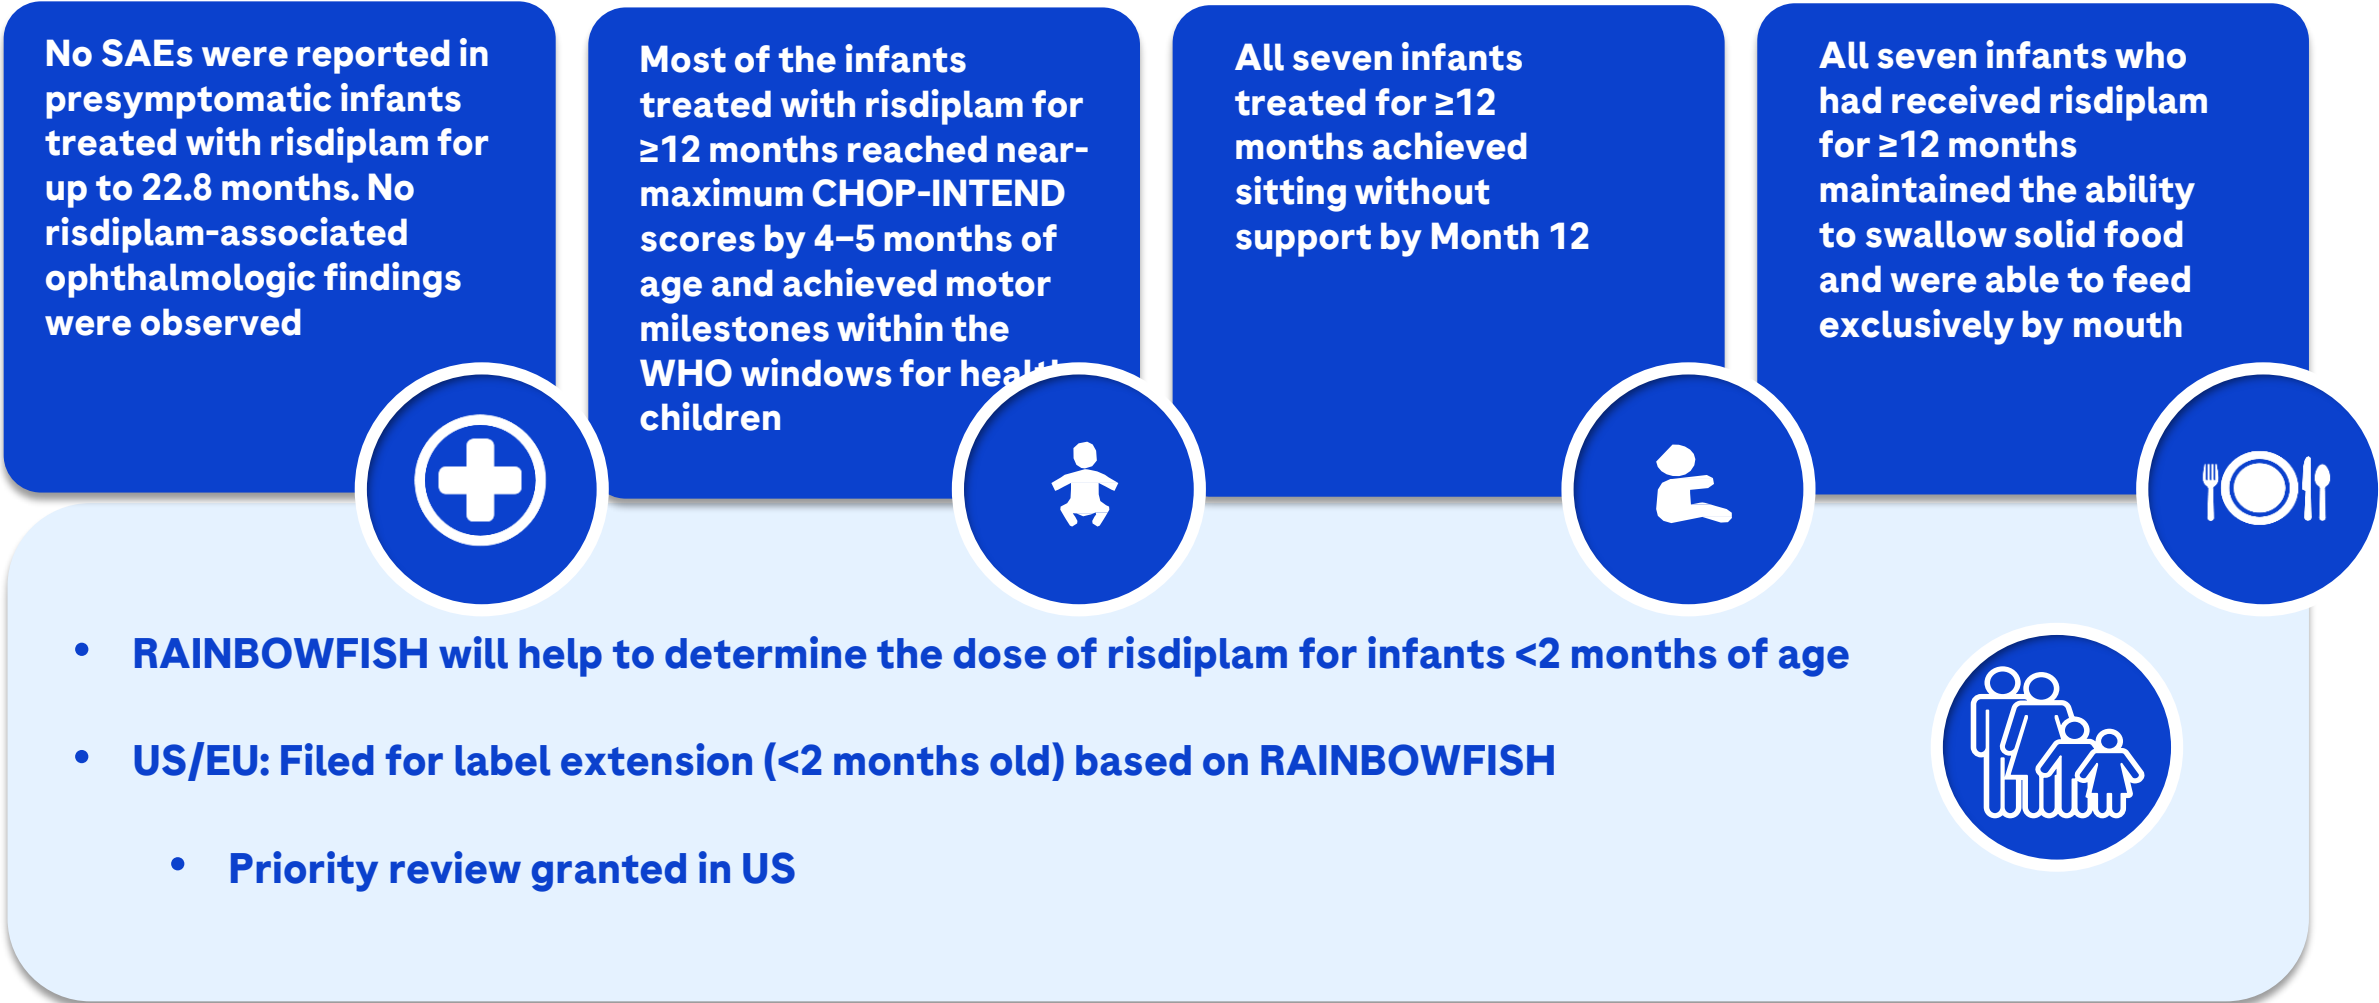 No SAEs were reported in
presymptomatic infants
treated with risdiplam for
up to 22.8 months. No
risdiplam-associated
ophthalmologic findings
were observed
Most of the infants
treated with risdiplam for
≥12 months reached near-
maximum CHOP-INTEND
scores by 4–5 months of
age and achieved motor
milestones within the
WHO windows for
children
All seven infants
treated for ≥12
months achieved
sitting without
support by Month 12
All seven infants who
had received risdiplam
for ≥12 months
maintained the ability
to swallow solid food
and were able to feed
exclusively by mouth
• RAINBOWFISH will help to determine the dose of risdiplam for infants <2 months of age
• US/EU: Filed for label extension (<2 months old) based on RAINBOWFISH
• Priority review granted in US